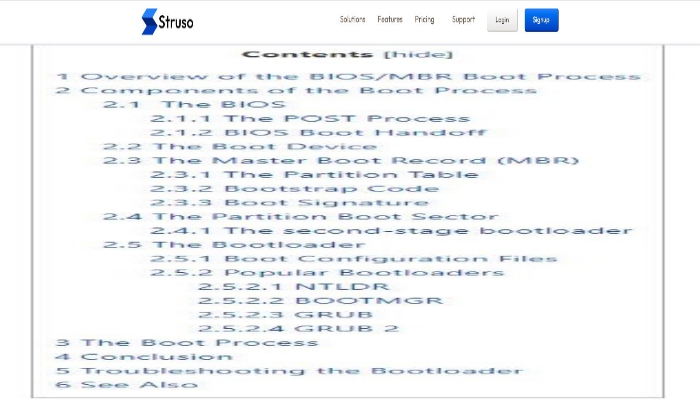 Struso
Solutions Features Pricing Support Login Signup
Contents [hide]
1 Overview of the BIOS/MBR Boot Process
2 Components of the Boot Process
2.1 The BIOS
2.1.1 The POST Process
2.1.2 BIOS Boot Handoff
2.2 The Boot Device
2.3 The Master Boot Record (MBR)
2.3.1 The Partition Table
2.3.2 Bootstrap Code
2.3.3 Boot Signature
2.4 The Partition Boot Sector
2.4.1 The second-stage bootloader
2.5 The Bootloader
2.5.1 Boot Configuration Files
2.5.2 Popular Bootloaders
2.5.2.1 NTLDR
2.5.2.2 BOOTMGR
2.5.2.3 GRUB
2.5.2.4 GRUB 2
3 The Boot Process
4 Conclusion
5 Troubleshooting the Bootloader
6 See Also